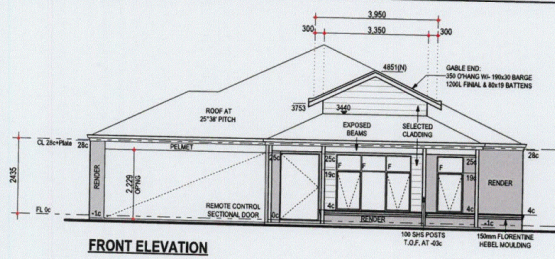 3,950
300 3,350 300
4851(N)
GABLE END:
350 O'HANG W/- 190x30 BARGE
1200L FINIAL & 80x19 BATTENS
3753 3440
ROOF AT
25°38' PITCH
EXPOSED
BEAMS
SELECTED
CLADDING
CL 28c+Plate
28c
28c
PELMET
2435
RENDER
2,229
OPNG
25c
25c
19c
F F F
25c
19c
RENDER
REMOTE CONTROL
SECTIONAL DOOR
4c
4c
4c
FL 0c
-1c
0c
RENDER
-1c
100 SHS POSTS
T.O.F. AT -03c
150mm FLORENTINE
HEBEL MOULDING
FRONT ELEVATION